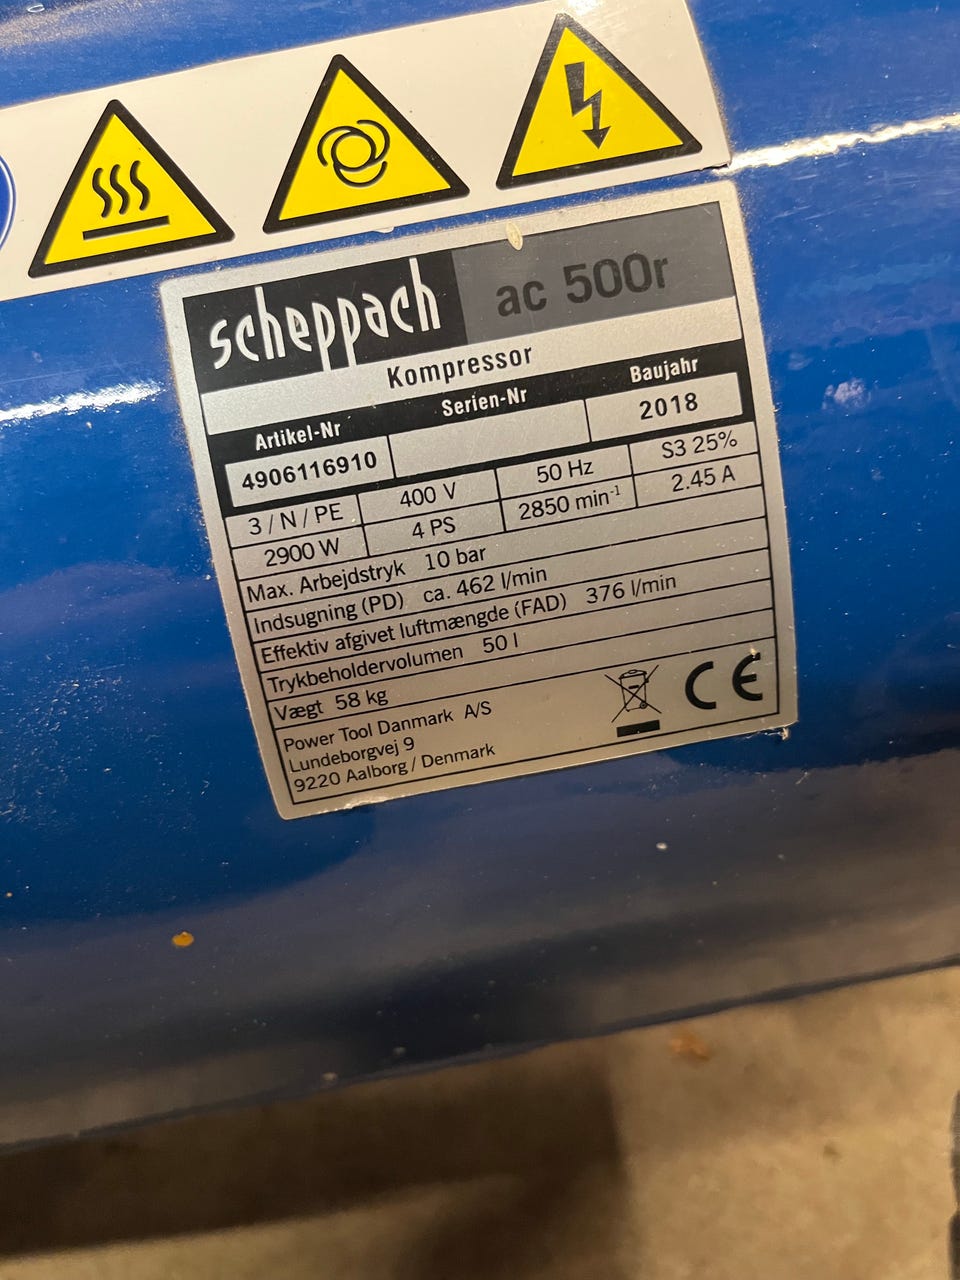 scheppach ac 500r
Kompressor
Artikel-Nr Serien-Nr Baujahr
4906116910 2018
3 / N / PE 400 V 50 Hz S3 25%
2900 W 4 PS 2850 min-1 2.45 A
Max. Arbejdstryk 10 bar
Indsugning (PD) ca. 462 l/min
Effektiv afgivet luftmængde (FAD) 376 l/min
Trykbeholdervolumen 50 l
Vægt 58 kg
Power Tool Danmark A/S
Lundeborgvej 9
9220 Aalborg / Denmark
CE